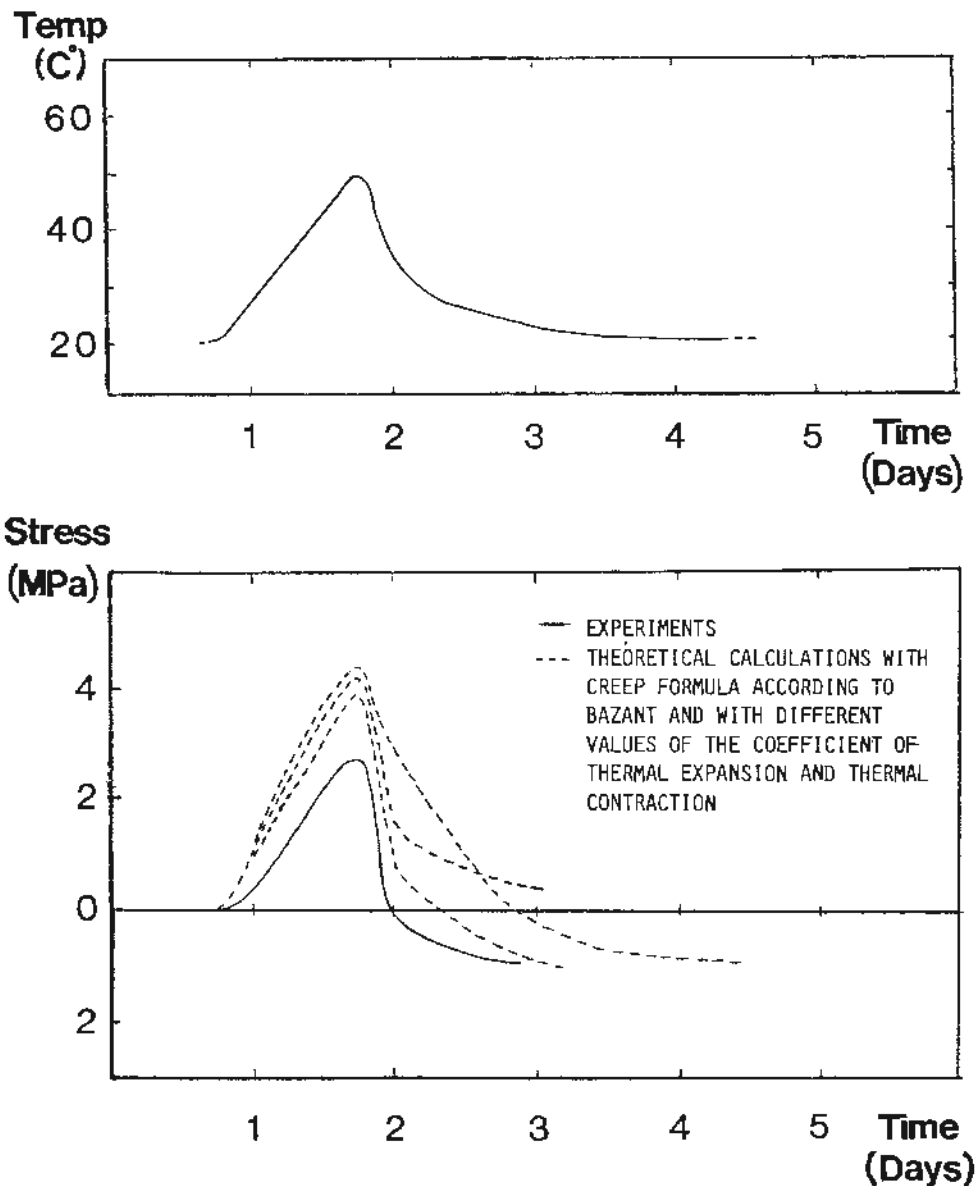 Temp
(C°)
60
40
20
1 2 3 4 5 Time
(Days)
Stress
(MPa)
4
2
0
2
EXPERIMENTS
THEORETICAL CALCULATIONS WITH
CREEP FORMULA ACCORDING TO
BAZANT AND WITH DIFFERENT
VALUES OF THE COEFFICIENT OF
THERMAL EXPANSION AND THERMAL
CONTRACTION
1 2 3 4 5 Time
(Days)